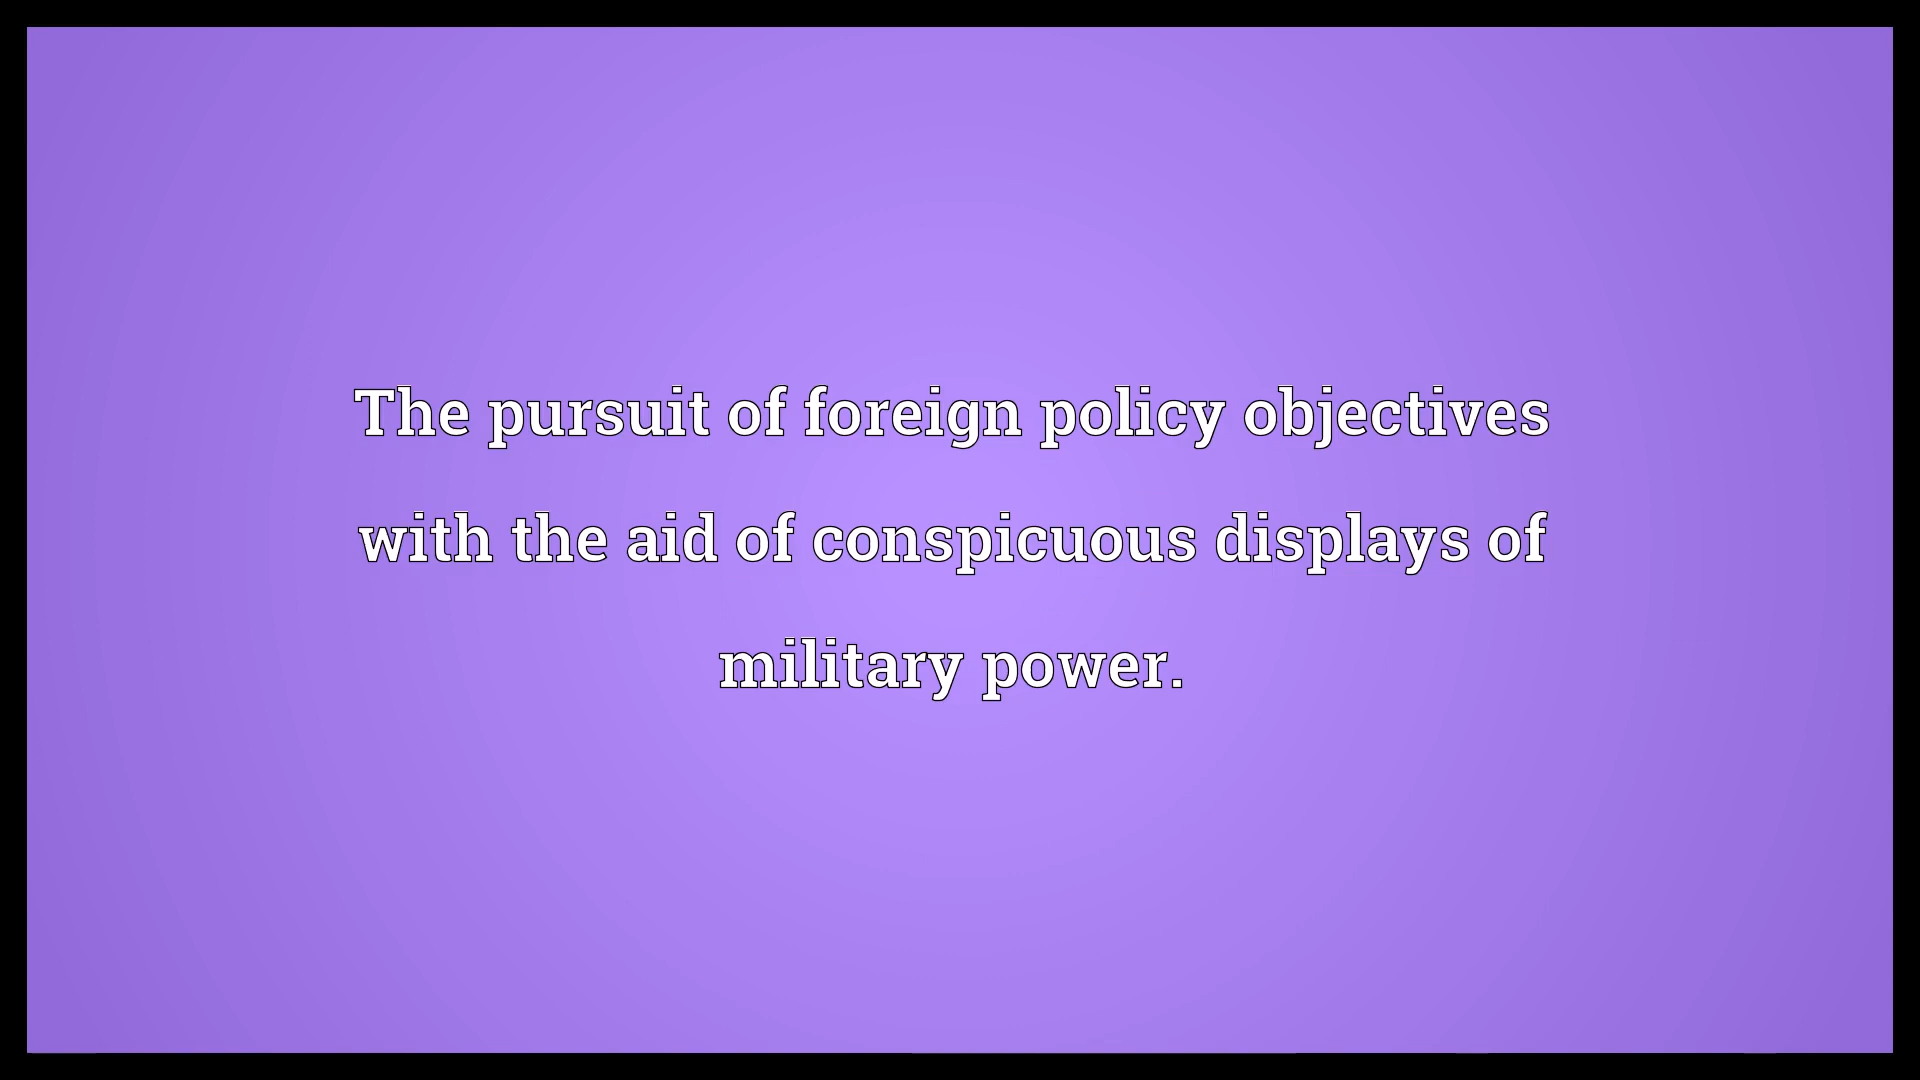 The pursuit of foreign policy objectives
with the aid of conspicuous displays of
military power.